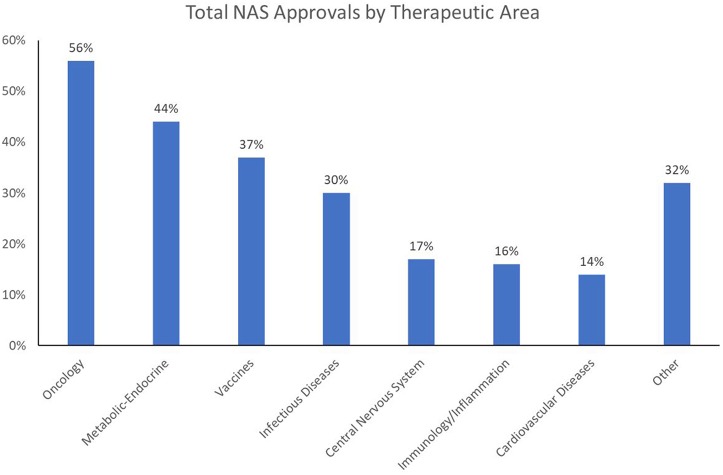 Total NAS Approvals by Therapeutic Area
60%
50%
40%
30%
20%
10%
0%
56%
44%
37%
30%
17%
16%
14%
32%
Oncology
Metabolic-Endocrine
Vaccines
Infectious Diseases
Central Nervous System
Immunology/Inflammation
Cardiovascular Diseases
Other